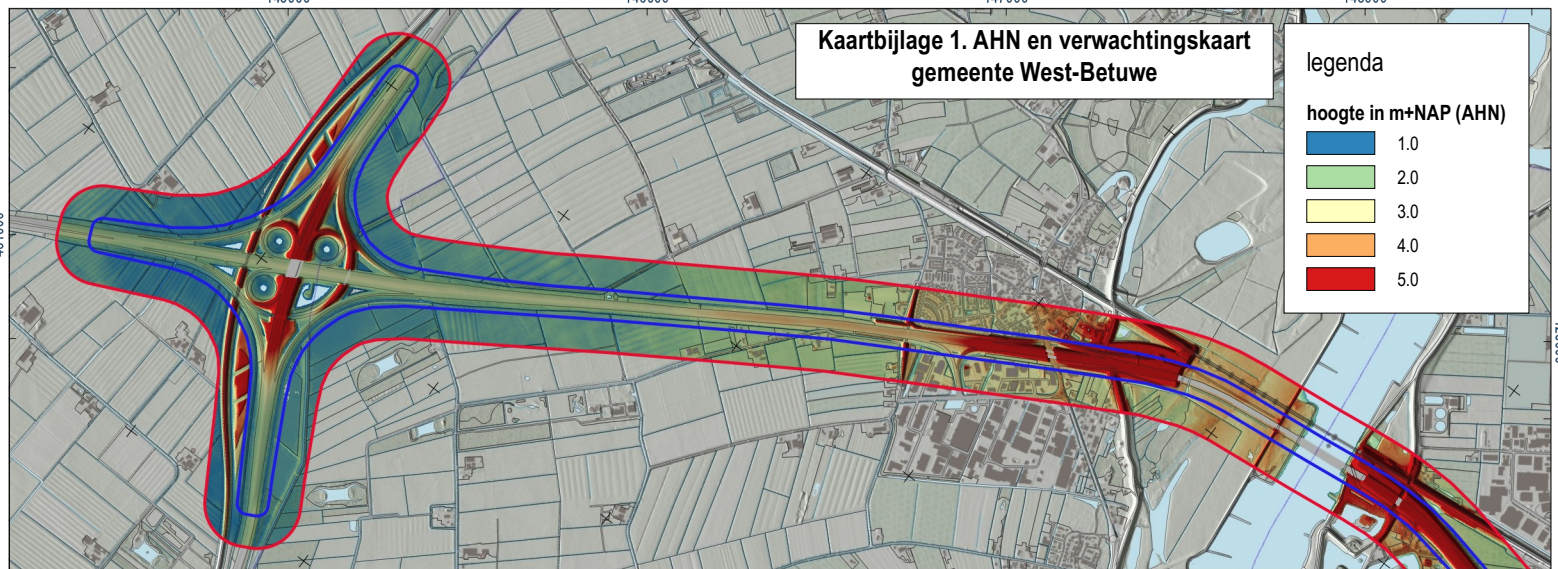 Kaartbijlage 1. AHN en verwachtingskaart
gemeente West-Betuwe
legenda
hoogte in m+NAP (AHN)
1.0
2.0
3.0
4.0
5.0